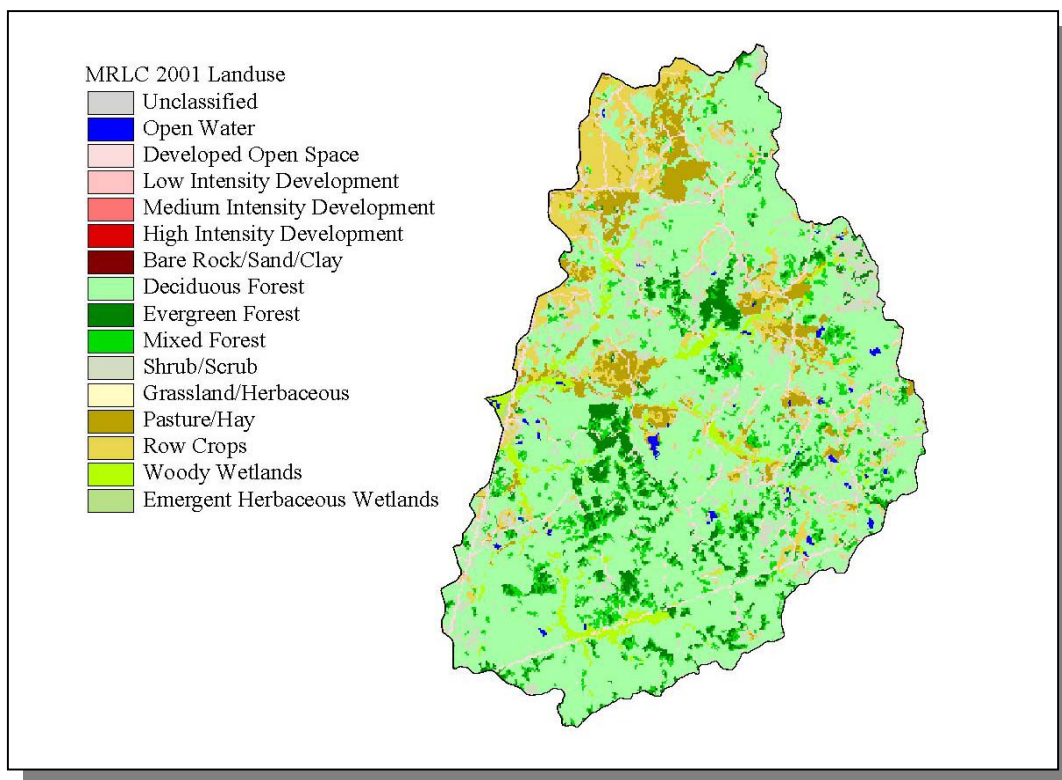 MRLC 2001 Landuse
Unclassified
Open Water
Developed Open Space
Low Intensity Development
Medium Intensity Development
High Intensity Development
Bare Rock/Sand/Clay
Deciduous Forest
Evergreen Forest
Mixed Forest
Shrub/Scrub
Grassland/Herbaceous
Pasture/Hay
Row Crops
Woody Wetlands
Emergent Herbaceous Wetlands